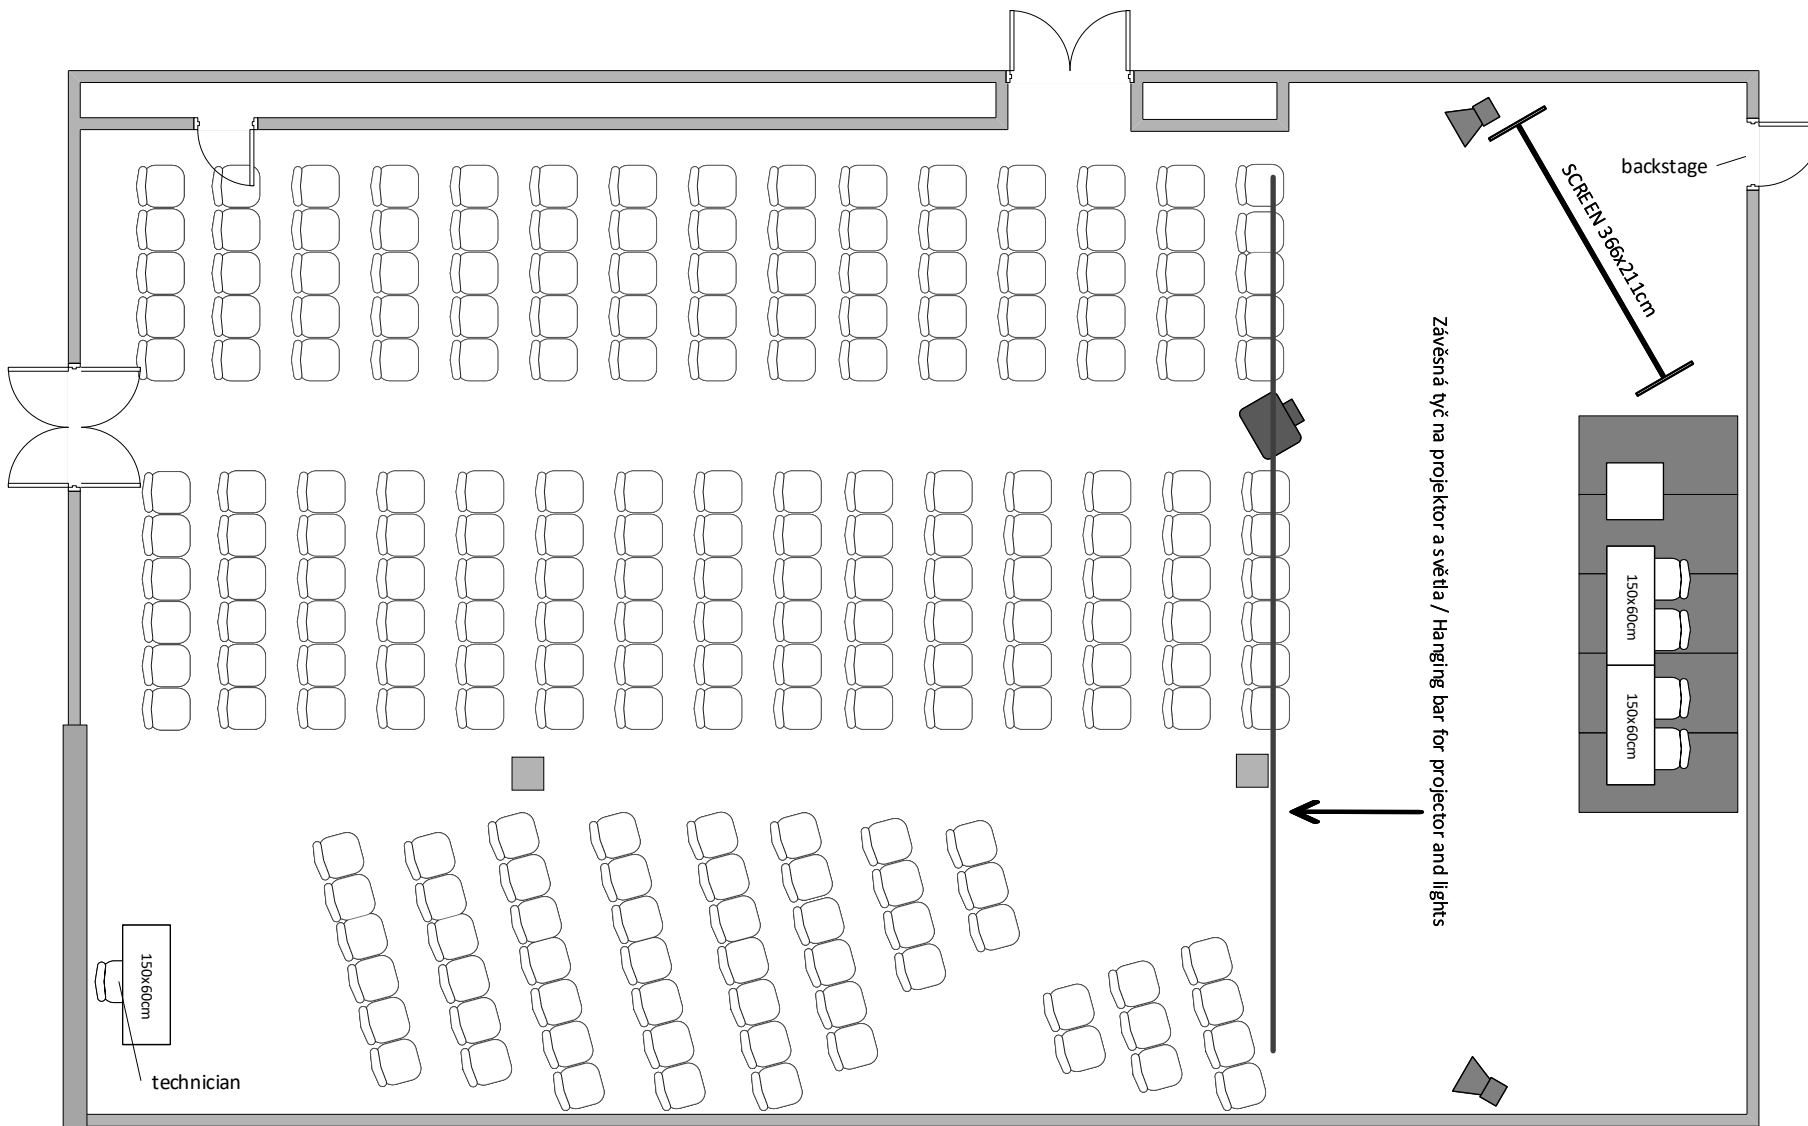 backstage
SCREEN 366x211cm
Závěsná tyč na projektor a světla / Hanging bar for projector and lights
150x60cm
150x60cm
150x60cm
technician